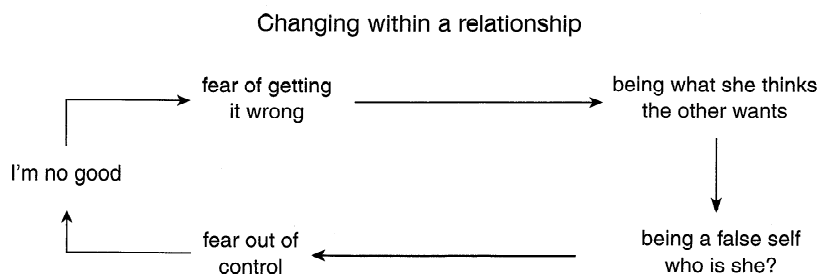 Changing within a relationship
fear of getting
it wrong
being what she thinks
the other wants
I'm no good
being a false self
who is she?
fear out of
control